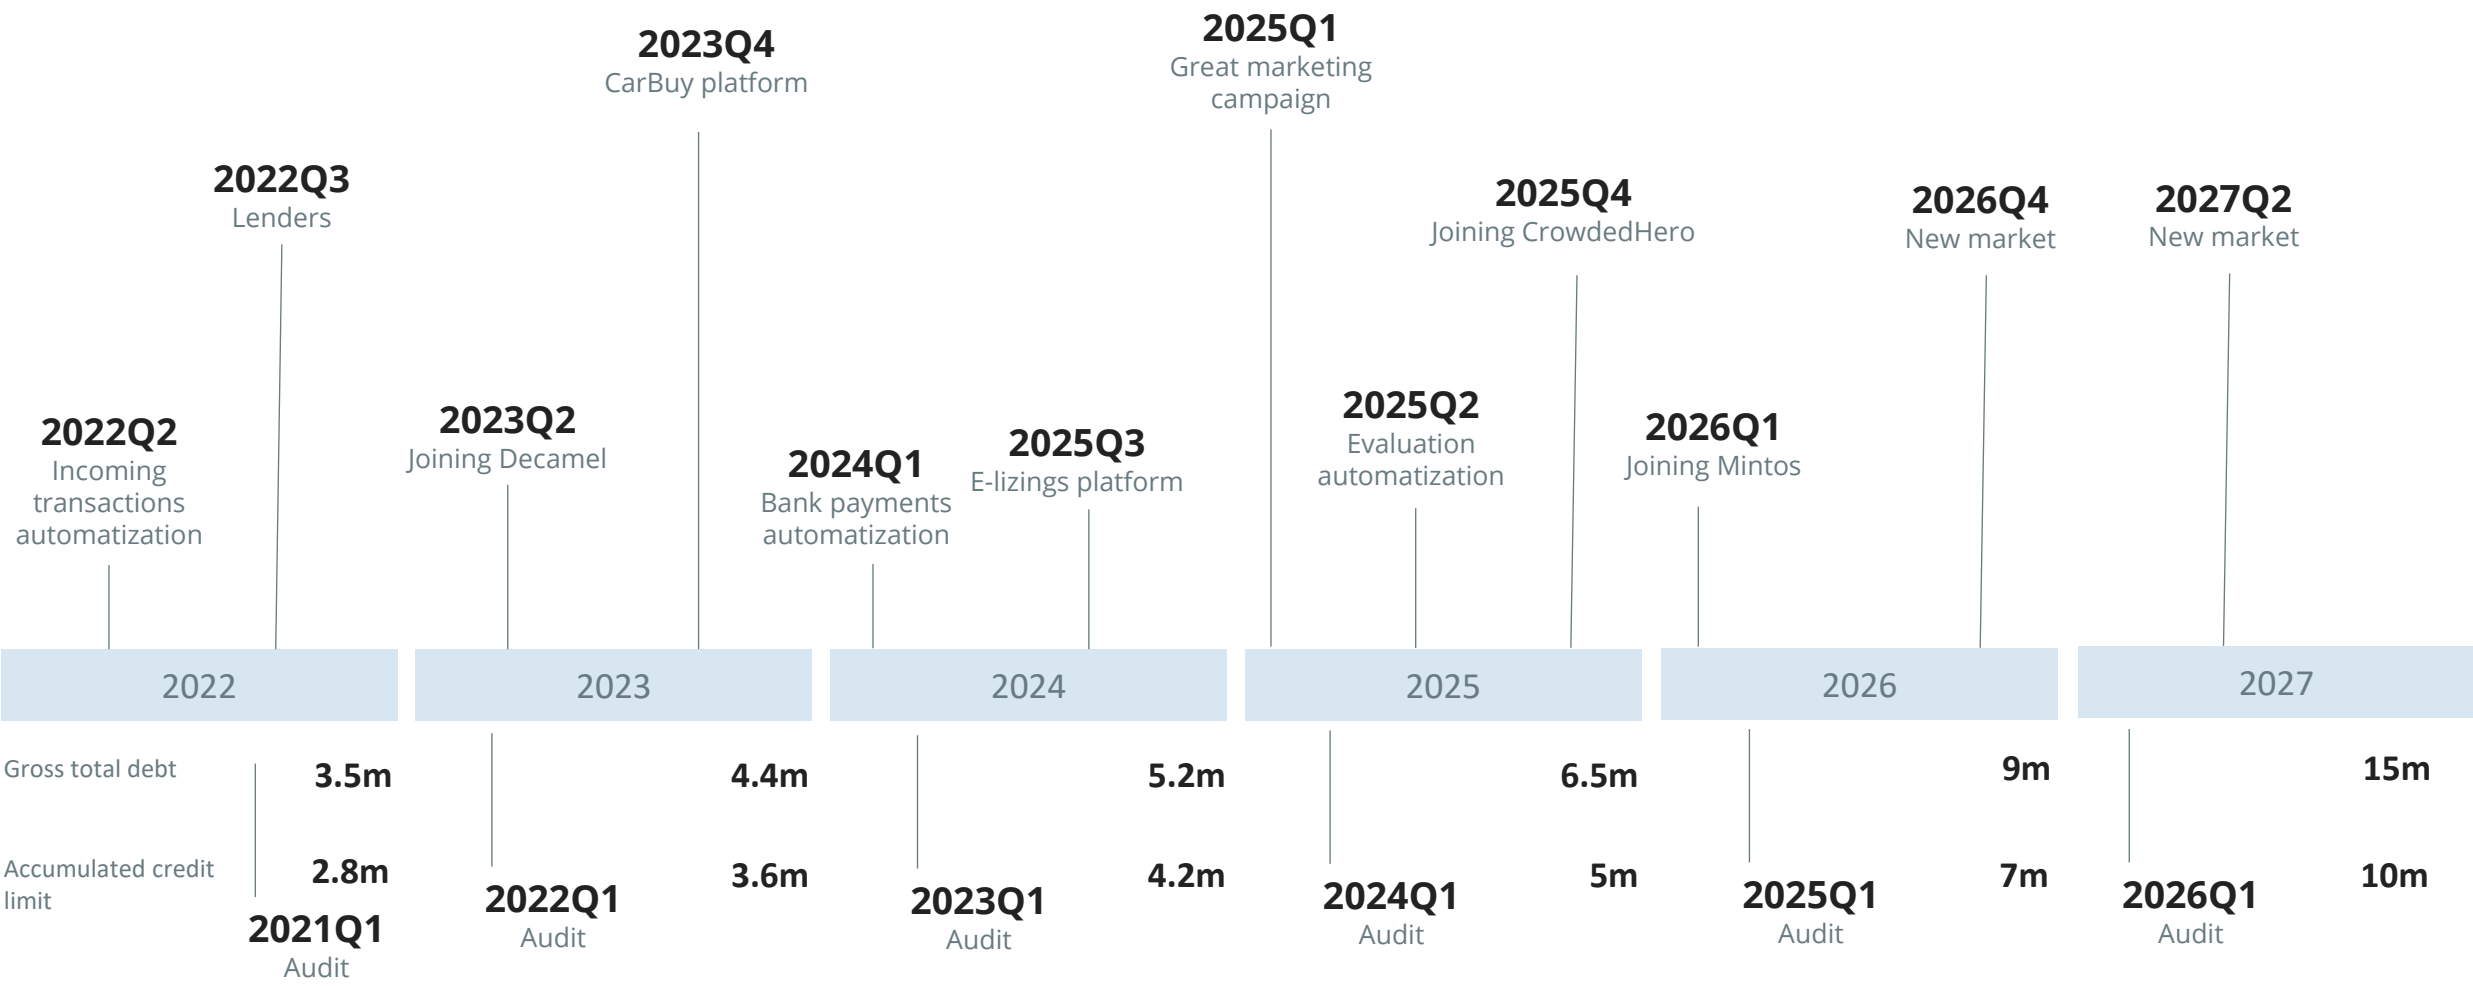 2022Q2
Incoming
transactions
automatization
2022Q3
Lenders
2023Q2
Joining Decamel
2023Q4
CarBuy platform
2024Q1
Bank payments
automatization
2025Q3
E-lizings platform
2025Q1
Great marketing
campaign
2025Q2
Evaluation
automatization
2025Q4
Joining CrowdedHero
2026Q1
Joining Mintos
2026Q4
New market
2027Q2
New market
2022
2023
2024
2025
2026
2027
Gross total debt
3.5m
4.4m
5.2m
6.5m
9m
15m
Accumulated credit
limit
2.8m
3.6m
4.2m
5m
7m
10m
2021Q1
Audit
2022Q1
Audit
2023Q1
Audit
2024Q1
Audit
2025Q1
Audit
2026Q1
Audit